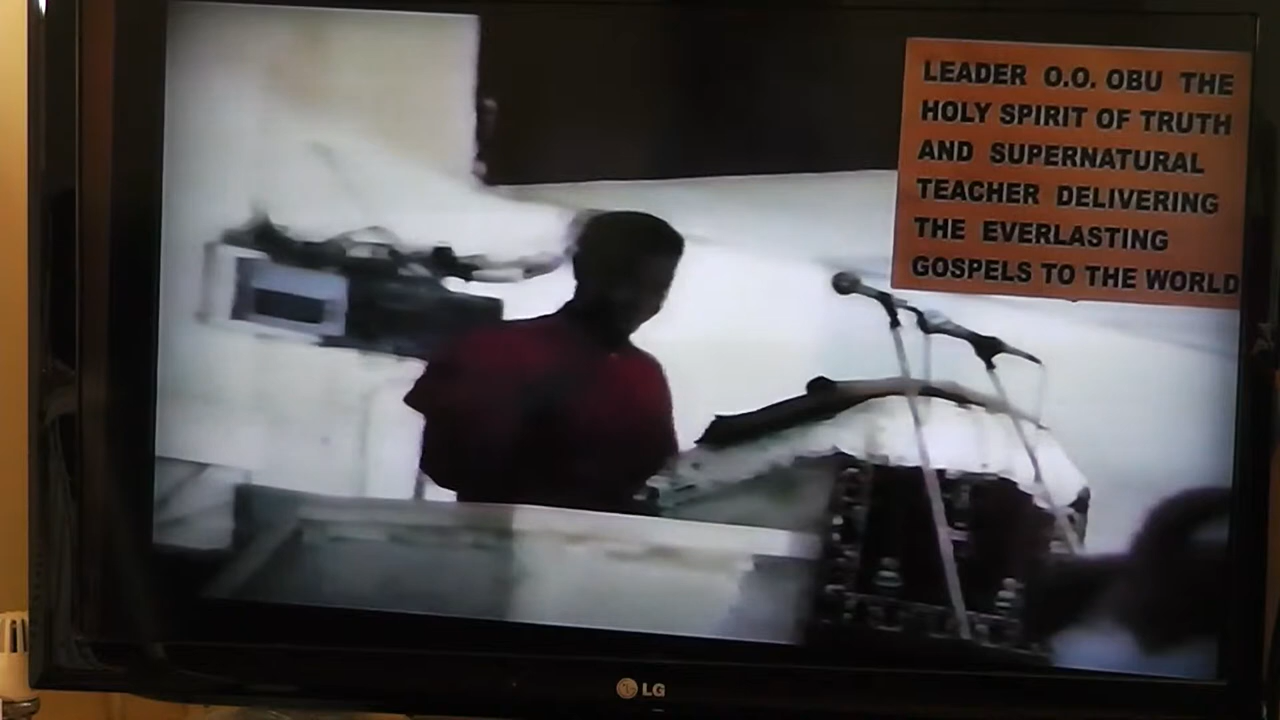 LEADER O.O. OBU THE
HOLY SPIRIT OF TRUTH
AND SUPERNATURAL
TEACHER DELIVERING
THE EVERLASTING
GOSPELS TO THE WORLD
LG